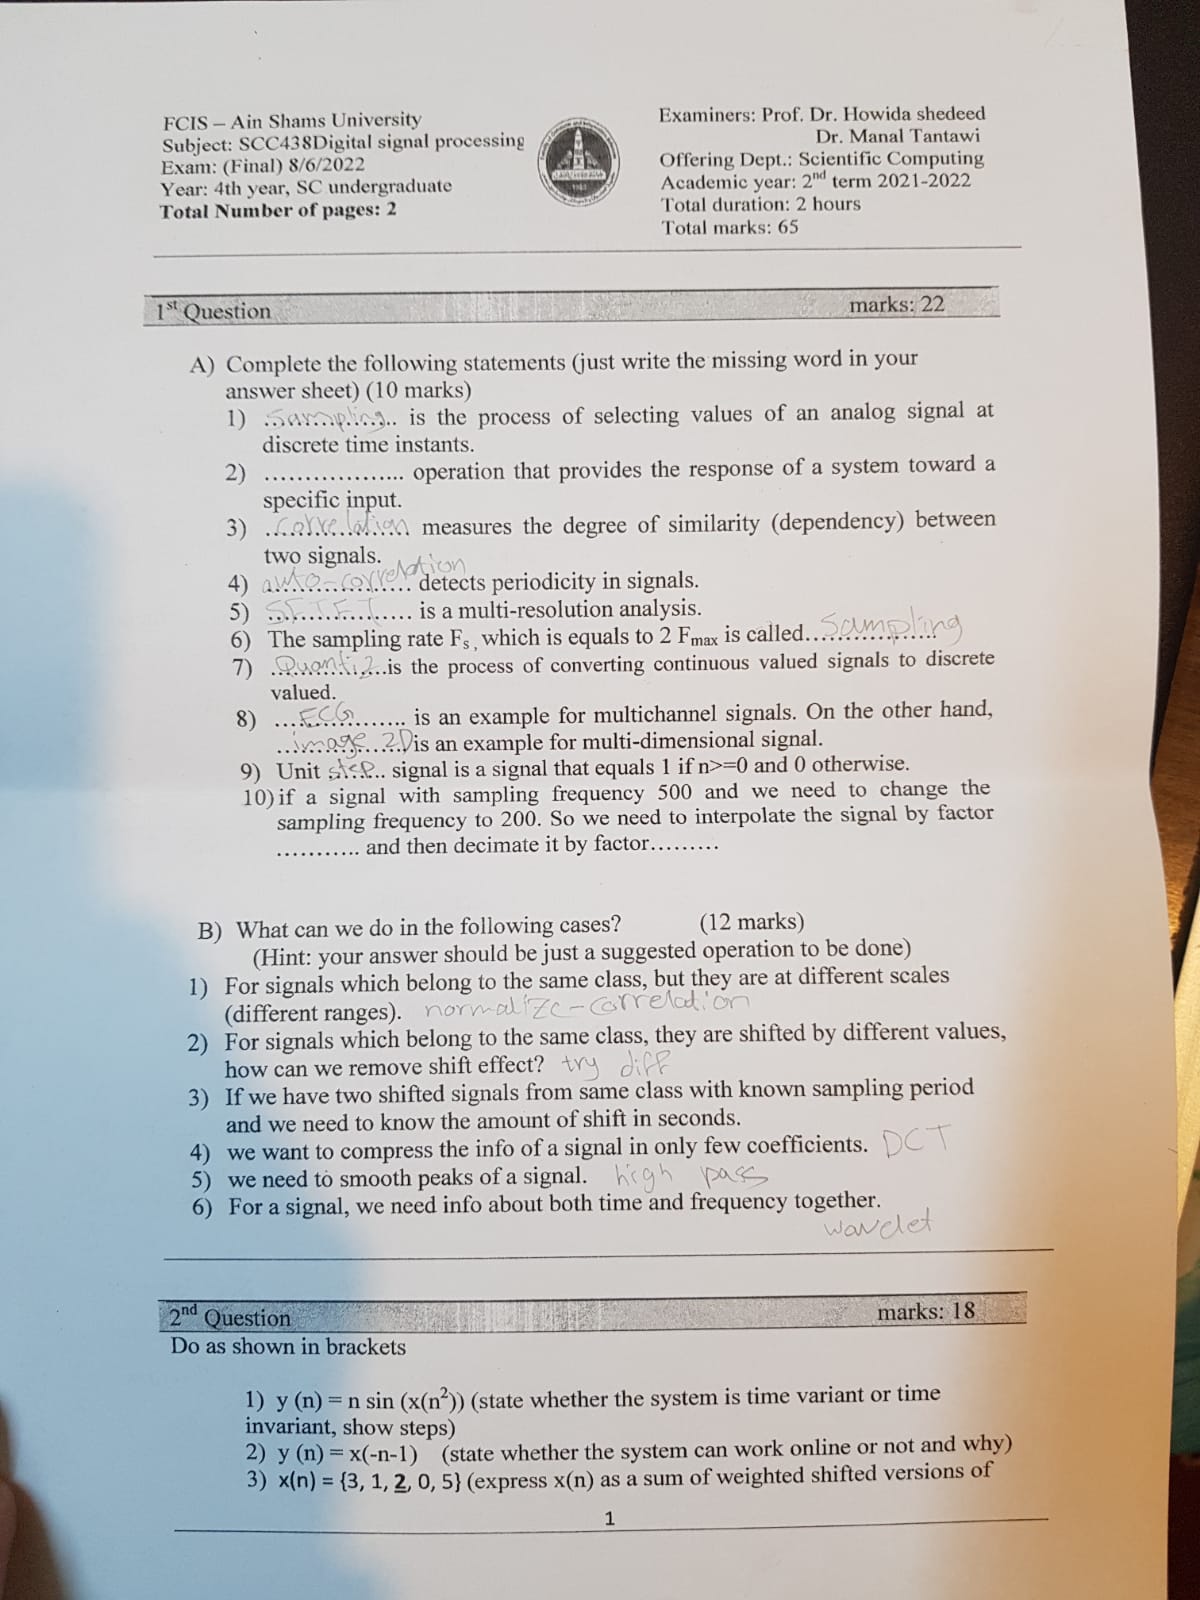 FCIS – Ain Shams University
Subject: SCC438Digital signal processing
Exam: (Final) 8/6/2022
Year: 4th year, SC undergraduate
Total Number of pages: 2
Examiners: Prof. Dr. Howida shedeed
Dr. Manal Tantawi
Offering Dept.: Scientific Computing
Academic year: 2nd term 2021-2022
Total duration: 2 hours
Total marks: 65
1st Question marks: 22
A) Complete the following statements (just write the missing word in your
answer sheet) (10 marks)
1) Sampling.. is the process of selecting values of an analog signal at
discrete time instants.
2) .................. operation that provides the response of a system toward a
specific input.
3) Correlation measures the degree of similarity (dependency) between
two signals.
4) auto-correlation detects periodicity in signals.
5) ........ is a multi-resolution analysis.
6) The sampling rate Fs, which is equals to 2 Fmax is called...Sampling
7) ..Quantiz..is the process of converting continuous valued signals to discrete
valued.
8) ....ECG........ is an example for multichannel signals. On the other hand,
..image..2D is an example for multi-dimensional signal.
9) Unit step.. signal is a signal that equals 1 if n>=0 and 0 otherwise.
10) if a signal with sampling frequency 500 and we need to change the
sampling frequency to 200. So we need to interpolate the signal by factor
........... and then decimate it by factor.........
B) What can we do in the following cases? (12 marks)
(Hint: your answer should be just a suggested operation to be done)
1) For signals which belong to the same class, but they are at different scales
(different ranges). normalize-Correlation
2) For signals which belong to the same class, they are shifted by different values,
how can we remove shift effect? try diff
3) If we have two shifted signals from same class with known sampling period
and we need to know the amount of shift in seconds.
4) we want to compress the info of a signal in only few coefficients. DCT
5) we need to smooth peaks of a signal. high pass
6) For a signal, we need info about both time and frequency together.
wavelet
2nd Question marks: 18
Do as shown in brackets
1) y (n) = n sin (x(n²)) (state whether the system is time variant or time
invariant, show steps)
2) y (n) = x(-n-1) (state whether the system can work online or not and why)
3) x(n) = {3, 1, 2, 0, 5} (express x(n) as a sum of weighted shifted versions of
1